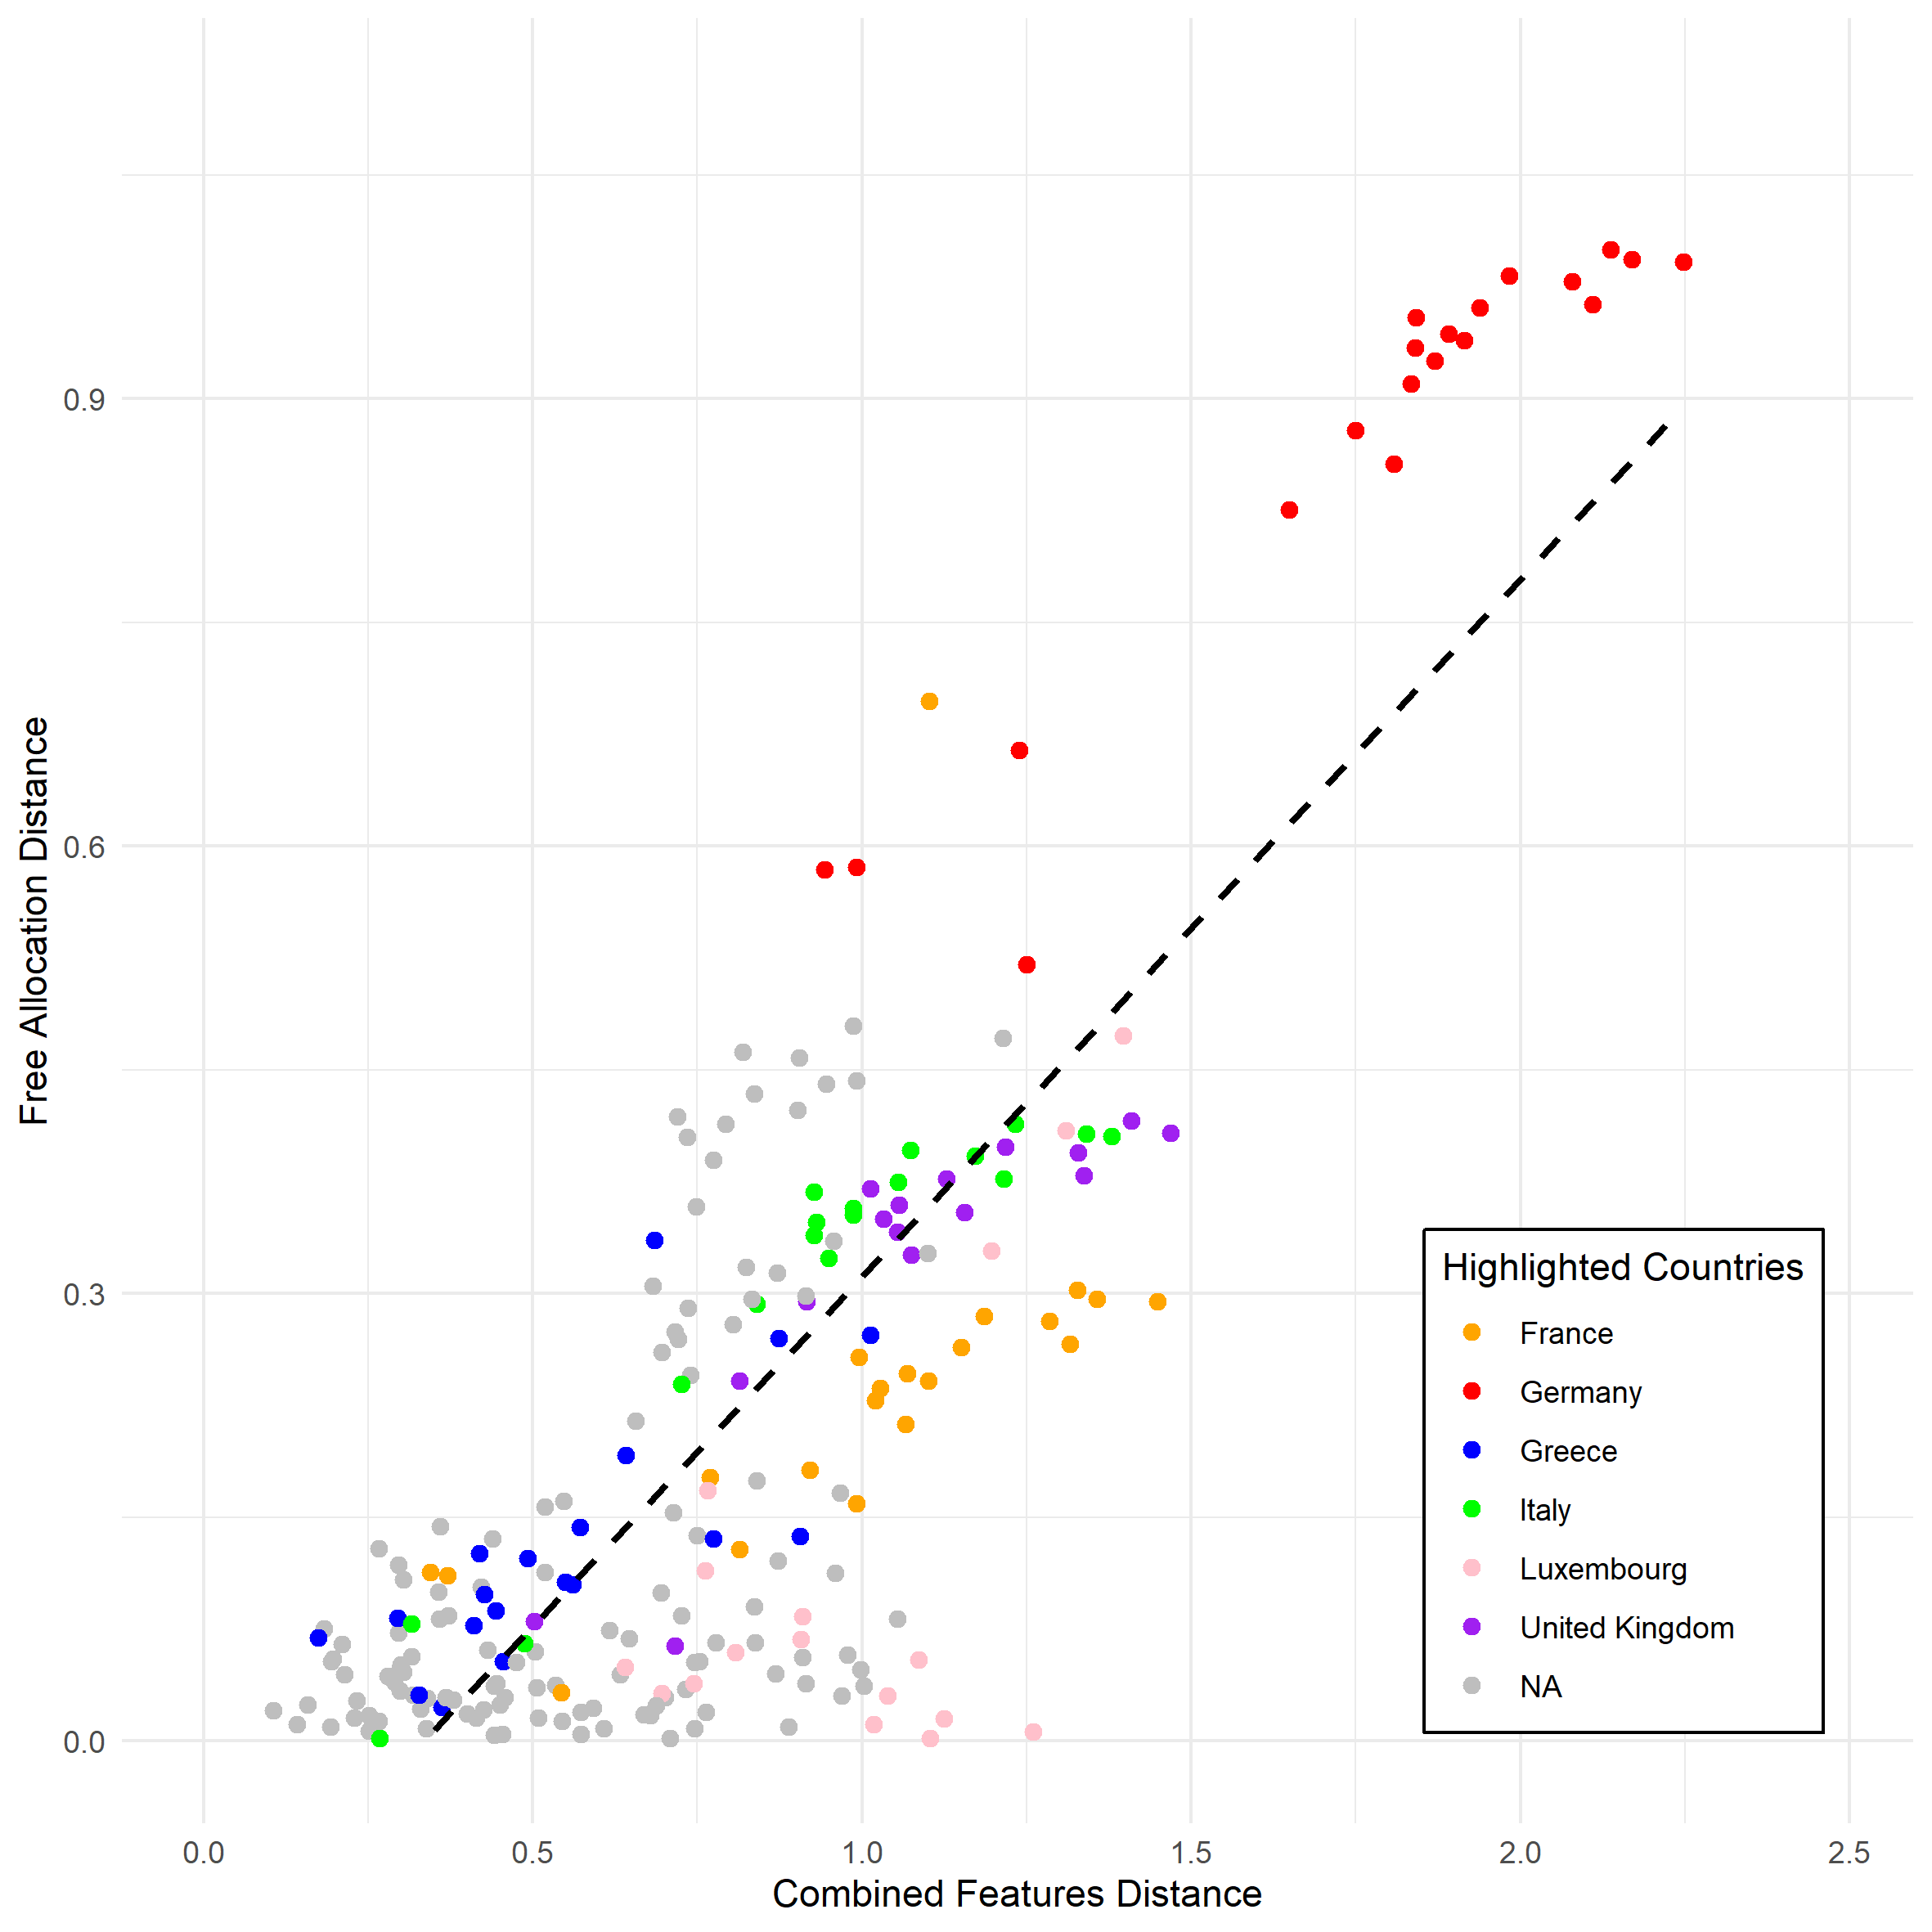 Free Allocation Distance
0.9
0.6
0.3
0.0
Highlighted Countries
France
Germany
Greece
Italy
Luxembourg
United Kingdom
NA
0.0 0.5 1.0 1.5 2.0 2.5
Combined Features Distance